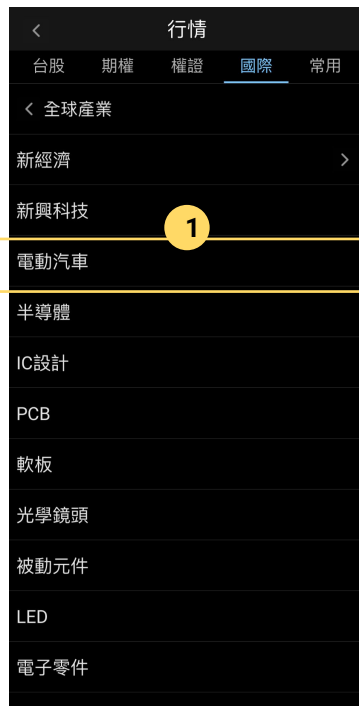 行情
台股 期權 權證 國際 常用
全球產業
新經濟
新興科技
1
電動汽車
半導體
IC設計
PCB
軟板
光學鏡頭
被動元件
LED
電子零件